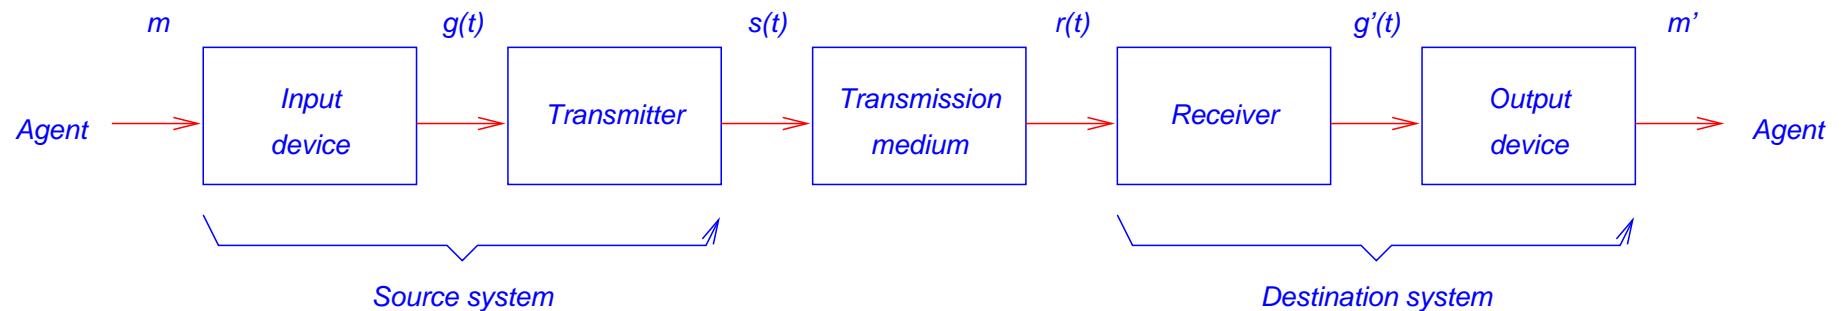 m g(t) s(t) r(t) g’(t) m’
Agent
Input
device
Transmitter
Transmission
medium
Receiver
Output
device
Agent
Source system
Destination system